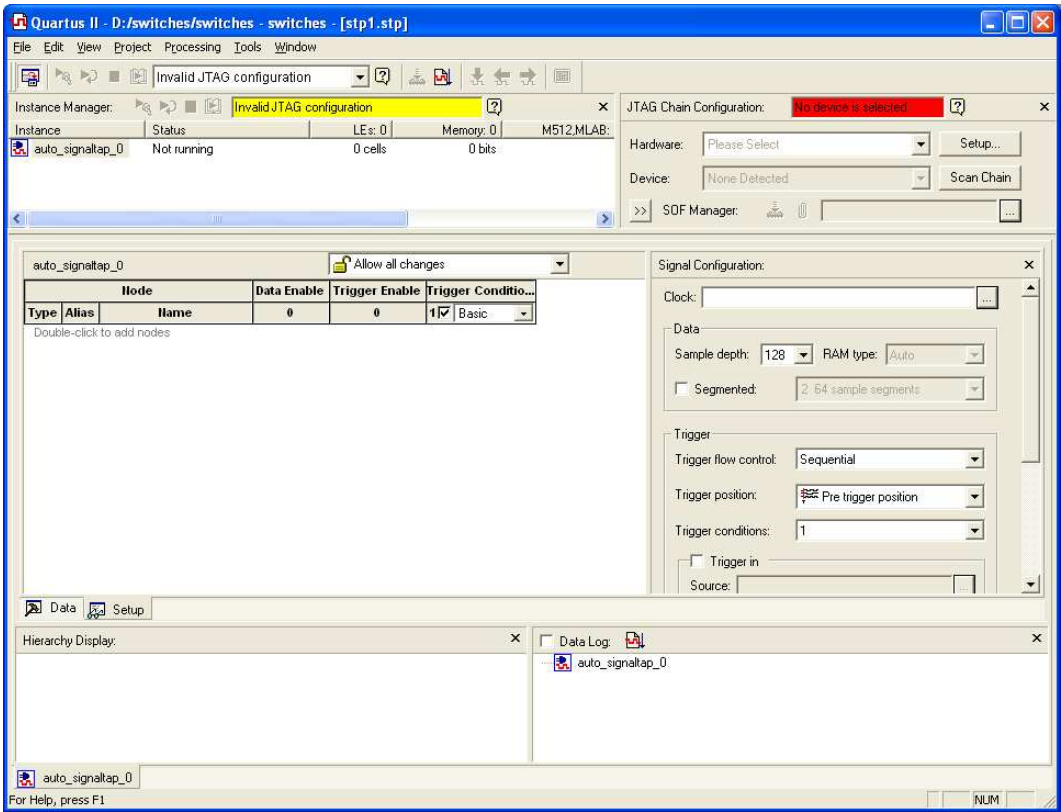 Quartus II - D:/switches/switches - switches - [stp1.stp]
File Edit View Project Processing Tools Window
Invalid JTAG configuration
Instance Manager: Invalid JTAG configuration
Instance Status LEs: 0 Memory: 0 M512,MLAB:
auto_signaltap_0 Not running 0 cells 0 bits
JTAG Chain Configuration: No device is selected
Hardware: Please Select Setup...
Device: None Detected Scan Chain
>> SOF Manager: ...
auto_signaltap_0 Allow all changes
Node Data Enable Trigger Enable Trigger Conditio...
Type Alias Name 0 0 1 Basic
Double-click to add nodes
Signal Configuration:
Clock: ...
Data
Sample depth: 128 RAM type: Auto
Segmented: 2 64 sample segments
Trigger
Trigger flow control: Sequential
Trigger position: Pre trigger position
Trigger conditions: 1
Trigger in
Source: ...
Data Setup
Hierarchy Display:
Data Log:
auto_signaltap_0
auto_signaltap_0
For Help, press F1 NUM